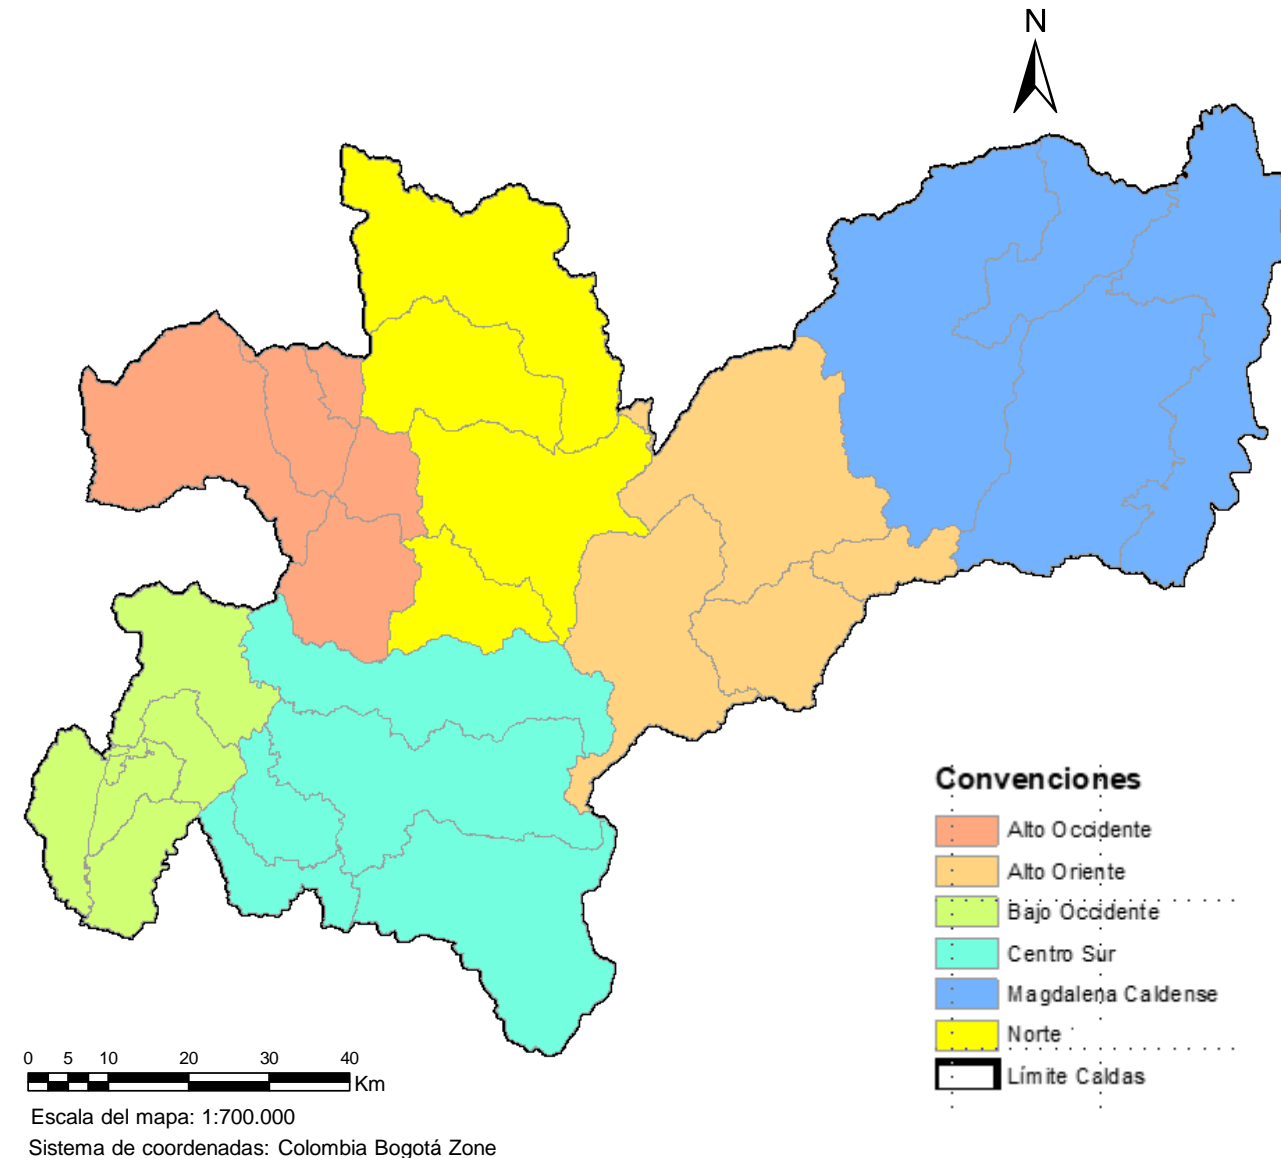 N
Convenciones
Alto Occidente
Alto Oriente
Bajo Occidente
Centro Sur
Magdalena Caldense
Norte
Límite Caldas
0 5 10 20 30 40
Km
Escala del mapa: 1:700.000
Sistema de coordenadas: Colombia Bogotá Zone